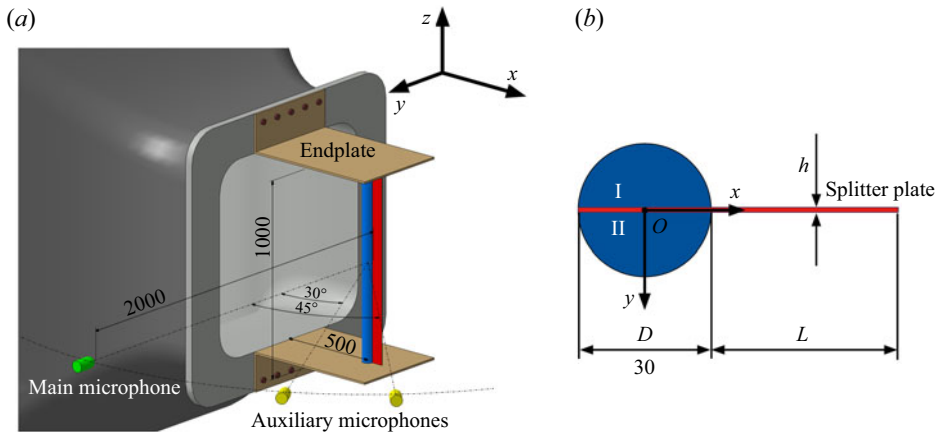 (a)
z
x
y
Endplate
1000
2000
30°
45°
500
Main microphone
Auxiliary microphones
(b)
h
I
x
Splitter plate
II
O
y
D
L
30